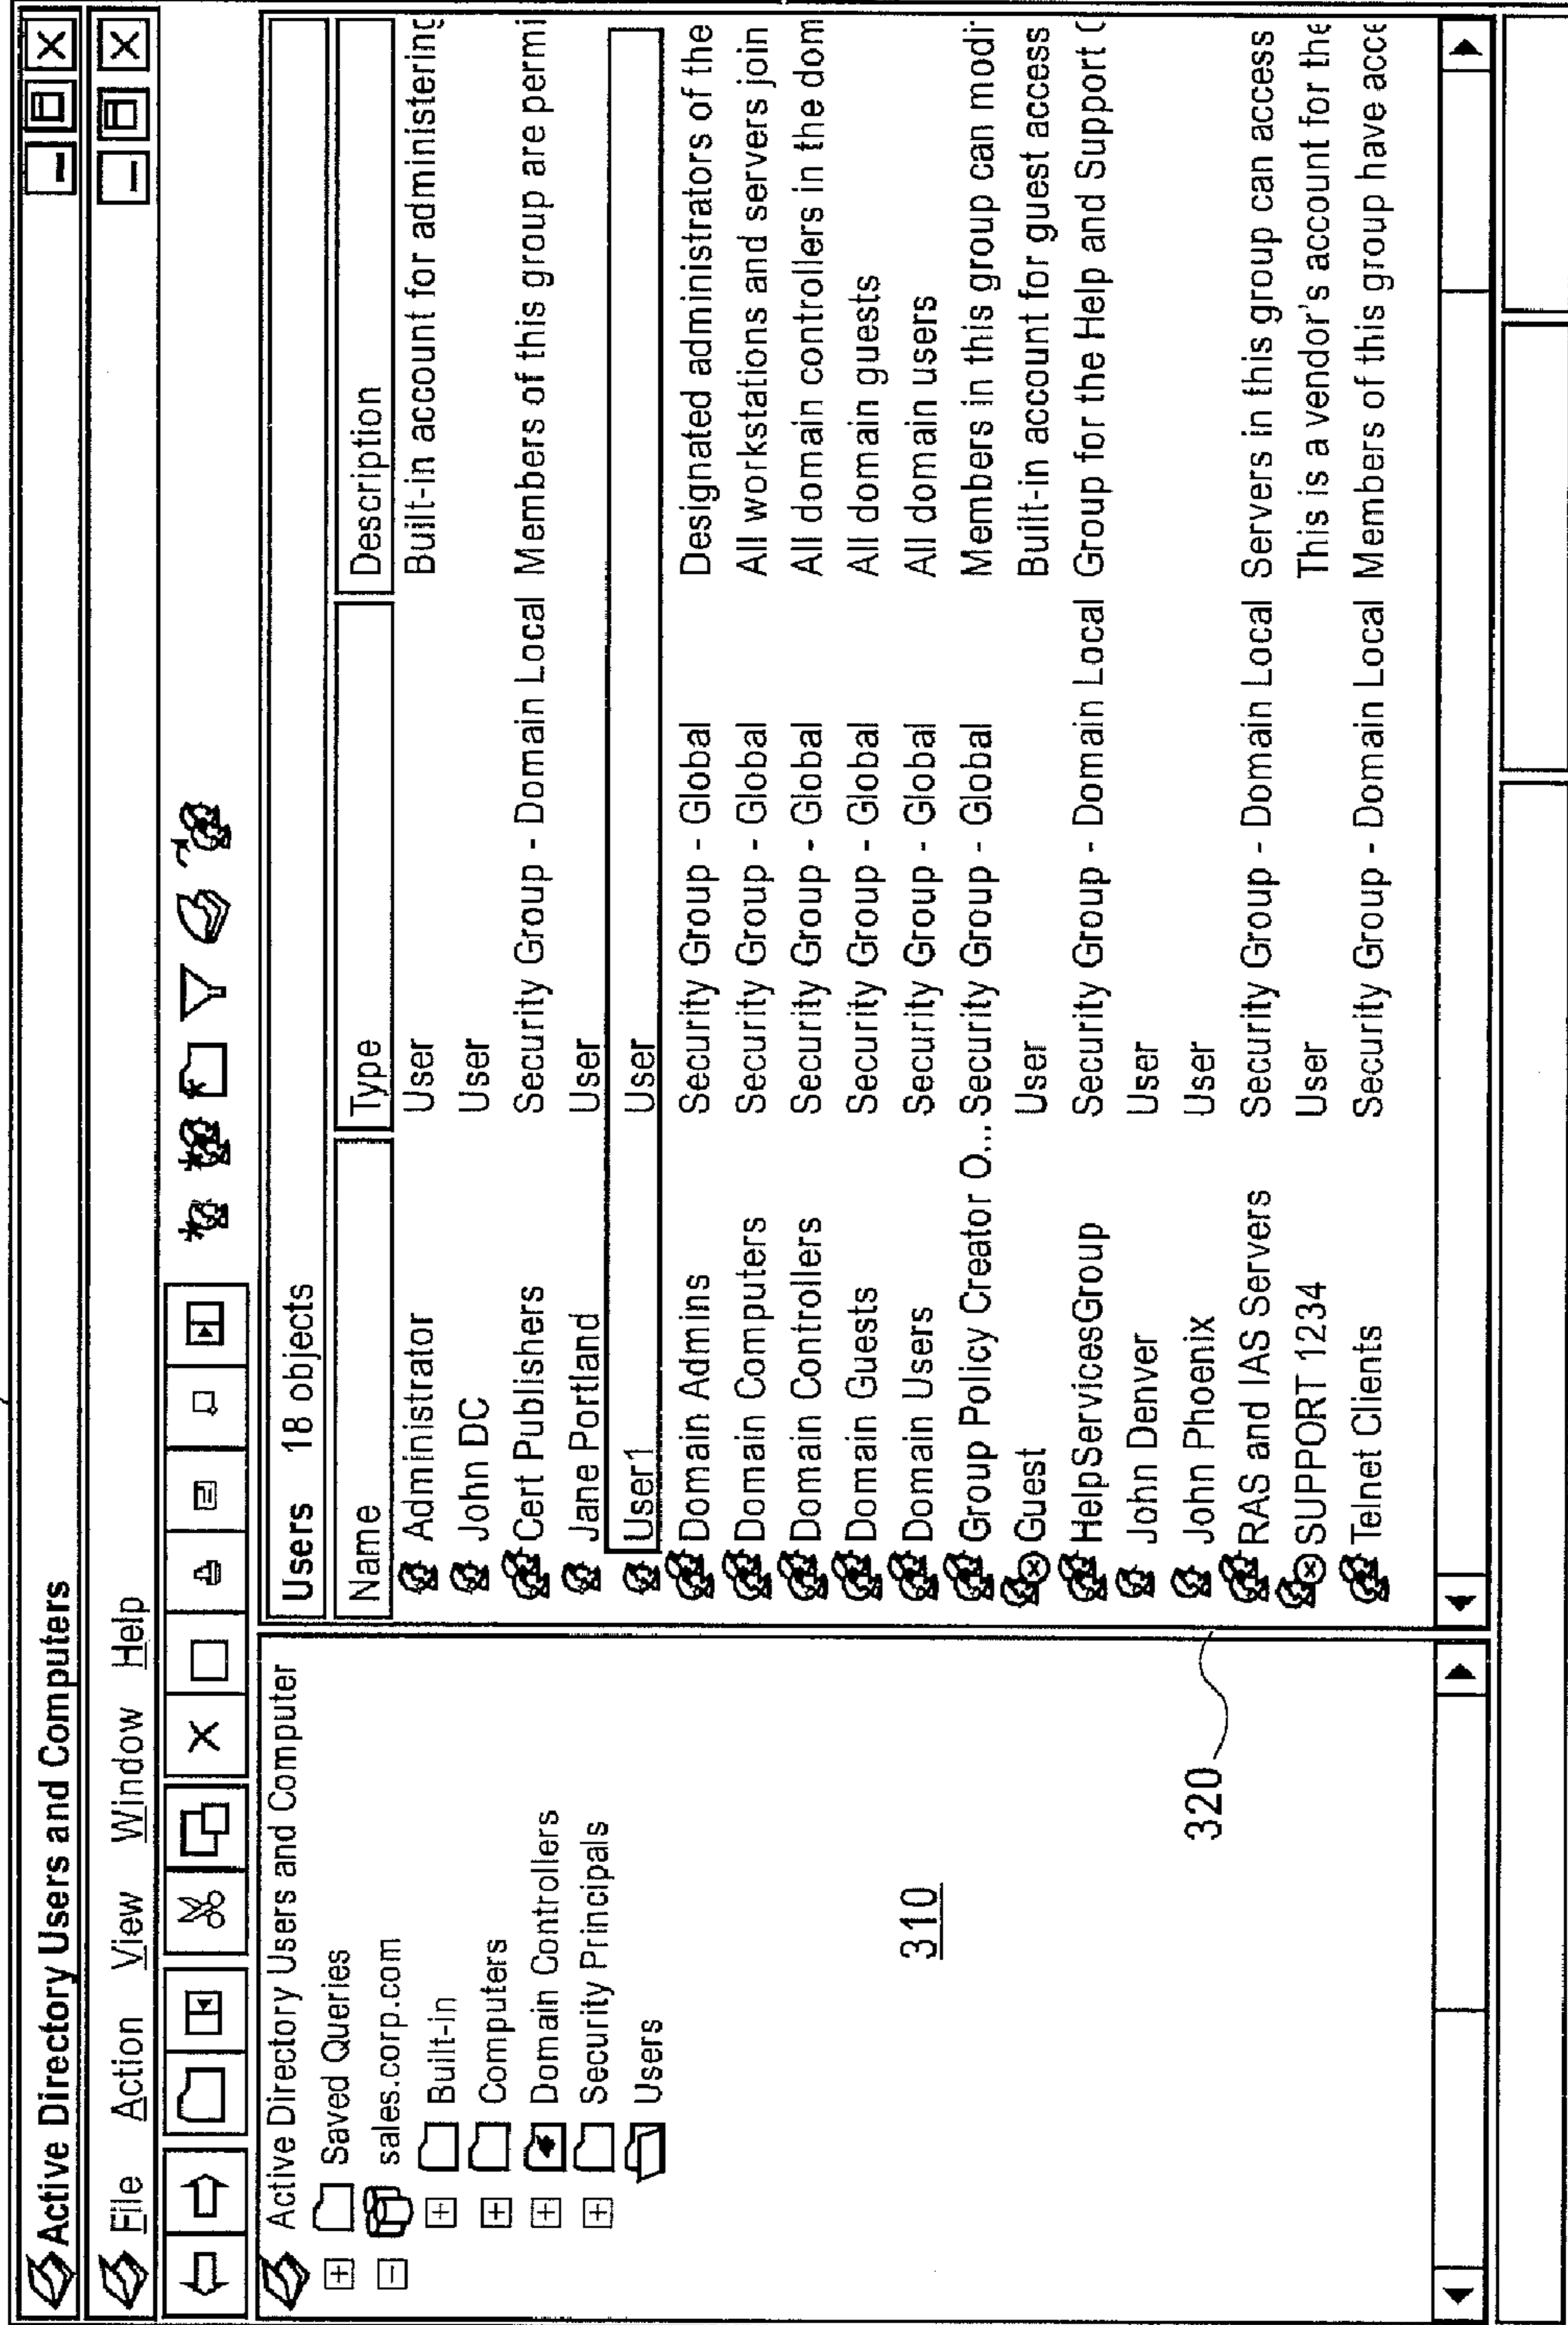 Active Directory Users and Computers
File Action View Window Help
Active Directory Users and Computer
Saved Queries
sales.corp.com
Built-in
Computers
Domain Controllers
Security Principals
Users
310
320
Users 18 objects
Name Type Description
Administrator User Built-in account for administering
John DC User
Cert Publishers Security Group - Domain Local Members of this group are permi
Jane Portland User
User1 User
Domain Admins Security Group - Global Designated administrators of the
Domain Computers Security Group - Global All workstations and servers join
Domain Controllers Security Group - Global All domain controllers in the dom
Domain Guests Security Group - Global All domain guests
Domain Users Security Group - Global All domain users
Group Policy Creator O... Security Group - Global Members in this group can modi
Guest User Built-in account for guest access
HelpServicesGroup Security Group - Domain Local Group for the Help and Support C
John Denver User
John Phoenix User
RAS and IAS Servers Security Group - Domain Local Servers in this group can access
SUPPORT 1234 User This is a vendor's account for the
Telnet Clients Security Group - Domain Local Members of this group have acce